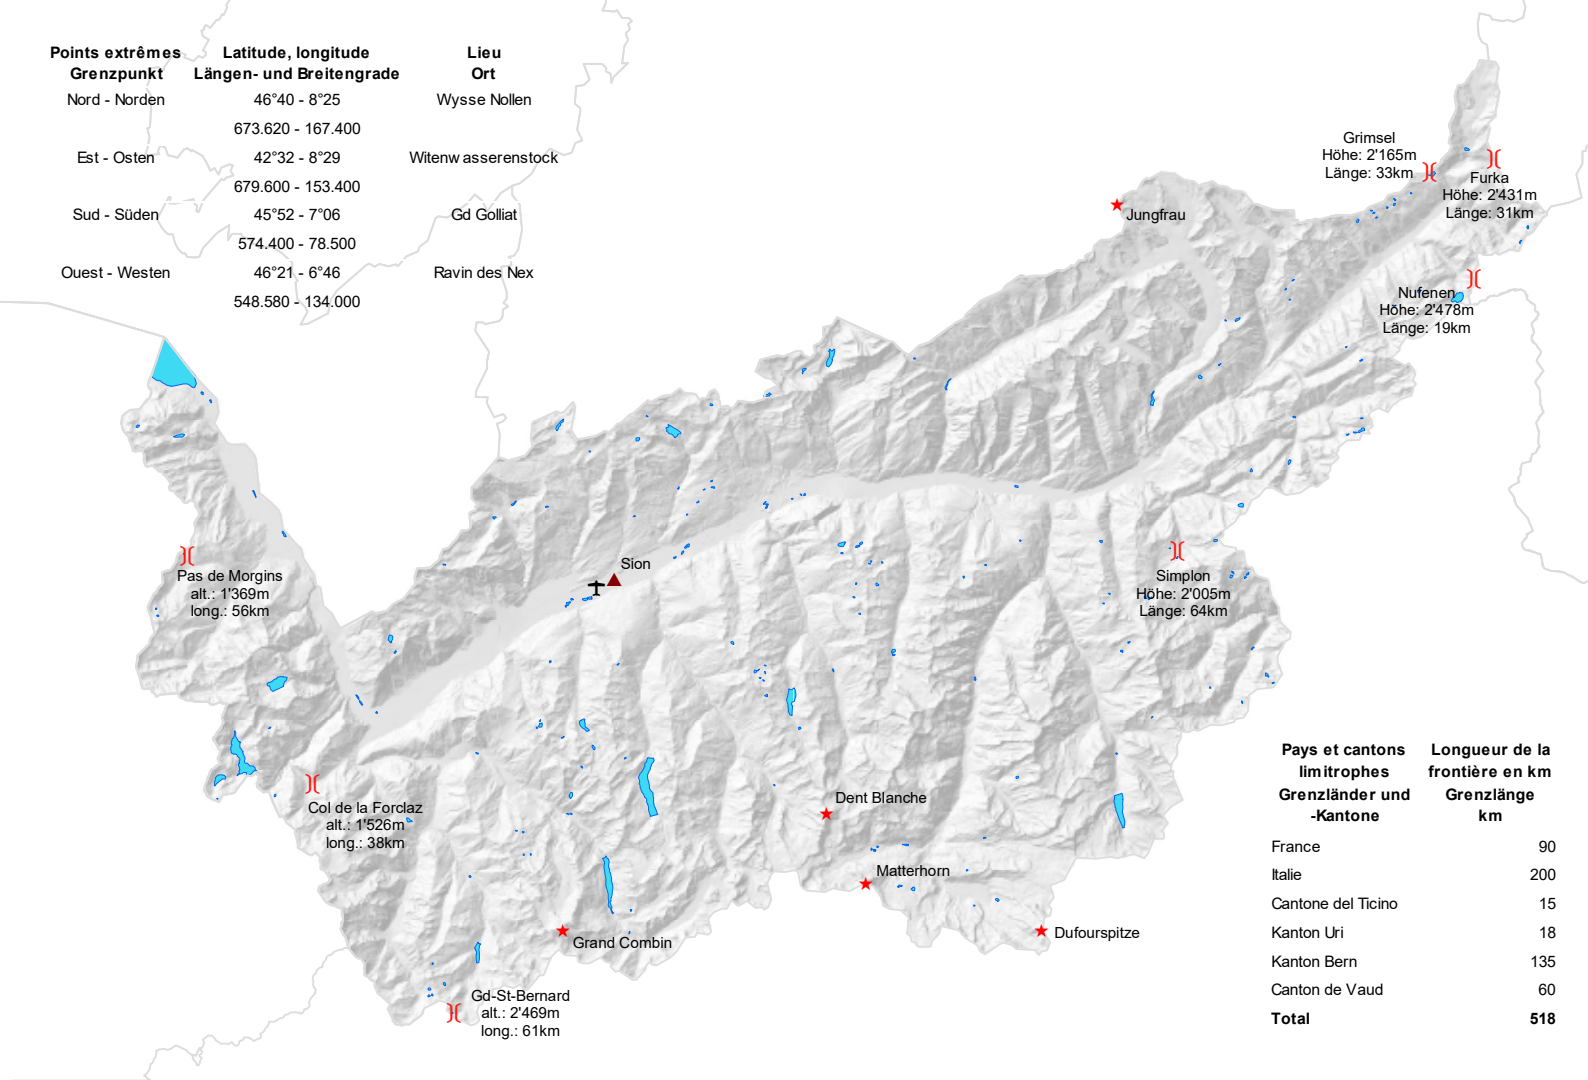 Points extrêmes Latitude, longitude Lieu
Grenzpunkt Längen- und Breitengrade Ort
Nord - Norden 46°40 - 8°25 Wysse Nollen
673.620 - 167.400
Est - Osten 42°32 - 8°29 Witenwasserenstock
679.600 - 153.400
Sud - Süden 45°52 - 7°06 Gd Golliat
574.400 - 78.500
Ouest - Westen 46°21 - 6°46 Ravin des Nex
548.580 - 134.000
Grimsel
Höhe: 2'165m
Länge: 33km
Furka
Höhe: 2'431m
Länge: 31km
Jungfrau
Nufenen
Höhe: 2'478m
Länge: 19km
Sion
Pas de Morgins
alt.: 1'369m
long.: 56km
Simplon
Höhe: 2'005m
Länge: 64km
Col de la Forclaz
alt.: 1'526m
long.: 38km
Dent Blanche
Matterhorn
Dufourspitze
Grand Combin
Gd-St-Bernard
alt.: 2'469m
long.: 61km
Pays et cantons Longueur de la
limitrophes frontière en km
Grenzländer und Grenzlänge
-Kantone km
France 90
Italie 200
Cantone del Ticino 15
Kanton Uri 18
Kanton Bern 135
Canton de Vaud 60
Total 518